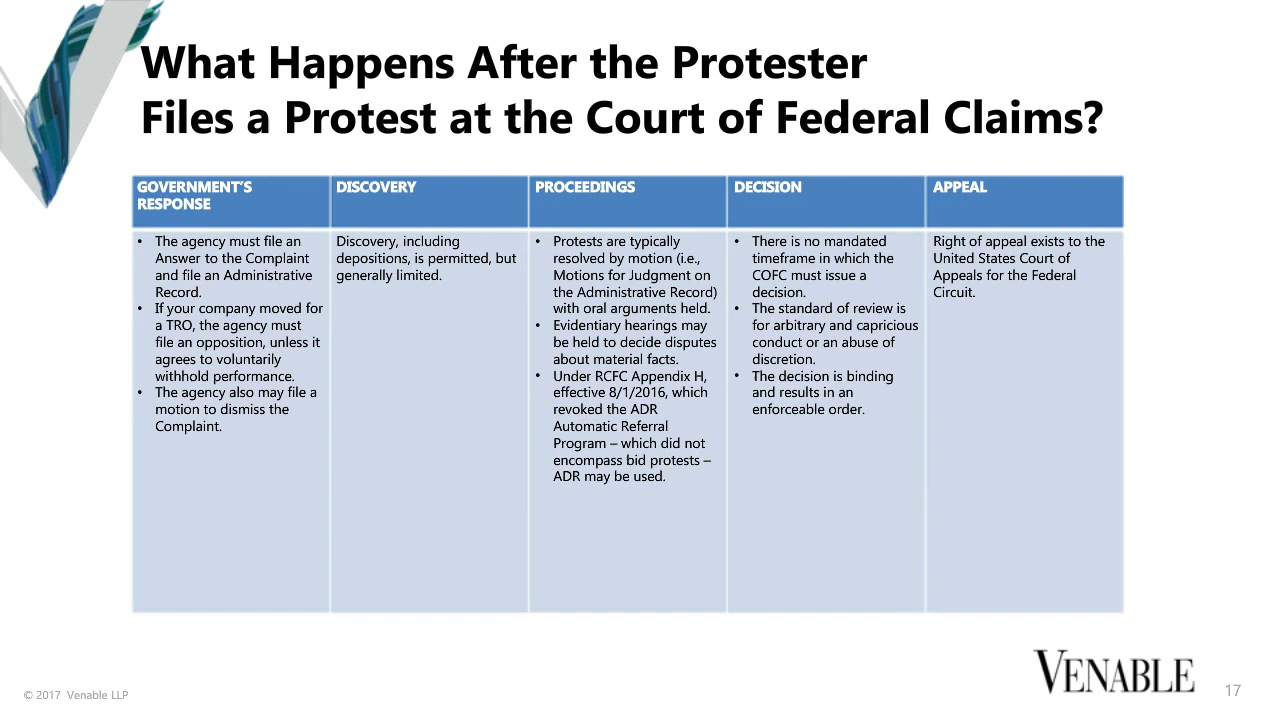 What Happens After the Protester
Files a Protest at the Court of Federal Claims?
GOVERNMENT'S
RESPONSE
• The agency must file an
Answer to the Complaint
and file an Administrative
Record.
• If your company moved for
a TRO, the agency must
file an opposition, unless it
agrees to voluntarily
withhold performance.
• The agency also may file a
motion to dismiss the
Complaint.
DISCOVERY
Discovery, including
depositions, is permitted, but
generally limited.
PROCEEDINGS
• Protests are typically
resolved by motion (i.e.,
Motions for Judgment on
the Administrative Record)
with oral arguments held.
• Evidentiary hearings may
be held to decide disputes
about material facts.
• Under RCFC Appendix H,
effective 8/1/2016, which
revoked the ADR
Automatic Referral
Program – which did not
encompass bid protests –
ADR may be used.
DECISION
• There is no mandated
timeframe in which the
COFC must issue a
decision.
• The standard of review is
for arbitrary and capricious
conduct or an abuse of
discretion.
• The decision is binding
and results in an
enforceable order.
APPEAL
Right of appeal exists to the
United States Court of
Appeals for the Federal
Circuit.
© 2017 Venable LLP
VENABLE
17